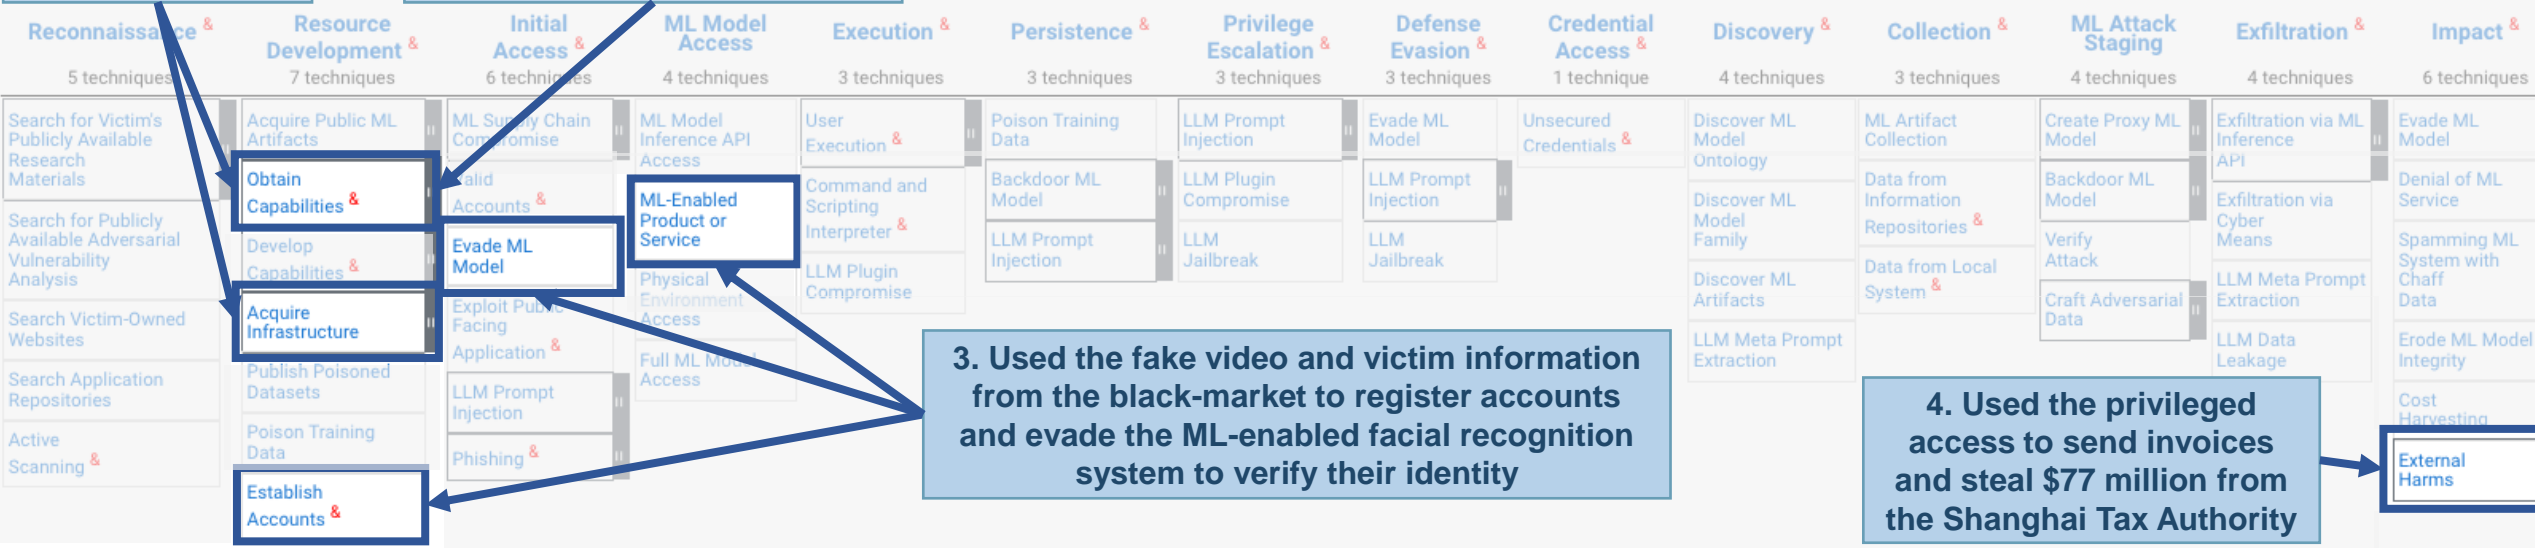 Reconnaissance &
5 techniques
Search for Victim's
Publicly Available
Research
Materials
Search for Publicly
Available Adversarial
Vulnerability
Analysis
Search Victim-Owned
Websites
Search Application
Repositories
Active
Scanning &
Resource
Development &
7 techniques
Acquire Public ML
Artifacts
Obtain
Capabilities &
Develop
Capabilities &
Acquire
Infrastructure
Publish Poisoned
Datasets
Poison Training
Data
Establish
Accounts &
Initial
Access &
6 techniques
ML Supply Chain
Compromise
Valid
Accounts &
Evade ML
Model
Exploit Public
Facing
Application &
LLM Prompt
Injection
Phishing &
ML Model
Access
4 techniques
ML Model
Inference API
Access
ML-Enabled
Product or
Service
Physical
Environment
Access
Full ML Model
Access
Execution &
3 techniques
User
Execution &
Command and
Scripting
Interpreter &
LLM Plugin
Compromise
Persistence &
3 techniques
Poison Training
Data
Backdoor ML
Model
LLM Prompt
Injection
Privilege
Escalation &
3 techniques
LLM Prompt
Injection
LLM Plugin
Compromise
LLM
Jailbreak
Defense
Evasion &
3 techniques
Evade ML
Model
LLM Prompt
Injection
LLM
Jailbreak
Credential
Access &
1 technique
Unsecured
Credentials &
Discovery &
4 techniques
Discover ML
Model
Ontology
Discover ML
Model
Family
Discover ML
Artifacts
LLM Meta Prompt
Extraction
Collection &
3 techniques
ML Artifact
Collection
Data from
Information
Repositories &
Data from Local
System &
ML Attack
Staging
4 techniques
Create Proxy ML
Model
Backdoor ML
Model
Verify
Attack
Craft Adversarial
Data
Exfiltration &
4 techniques
Exfiltration via ML
Inference
API
Exfiltration via
Cyber
Means
LLM Meta Prompt
Extraction
LLM Data
Leakage
Impact &
6 techniques
Evade ML
Model
Denial of ML
Service
Spamming ML
System with
Chaff
Data
Erode ML Model
Integrity
Cost
Harvesting
External
Harms
3. Used the fake video and victim information
from the black-market to register accounts
and evade the ML-enabled facial recognition
system to verify their identity
4. Used the privileged
access to send invoices
and steal $77 million from
the Shanghai Tax Authority